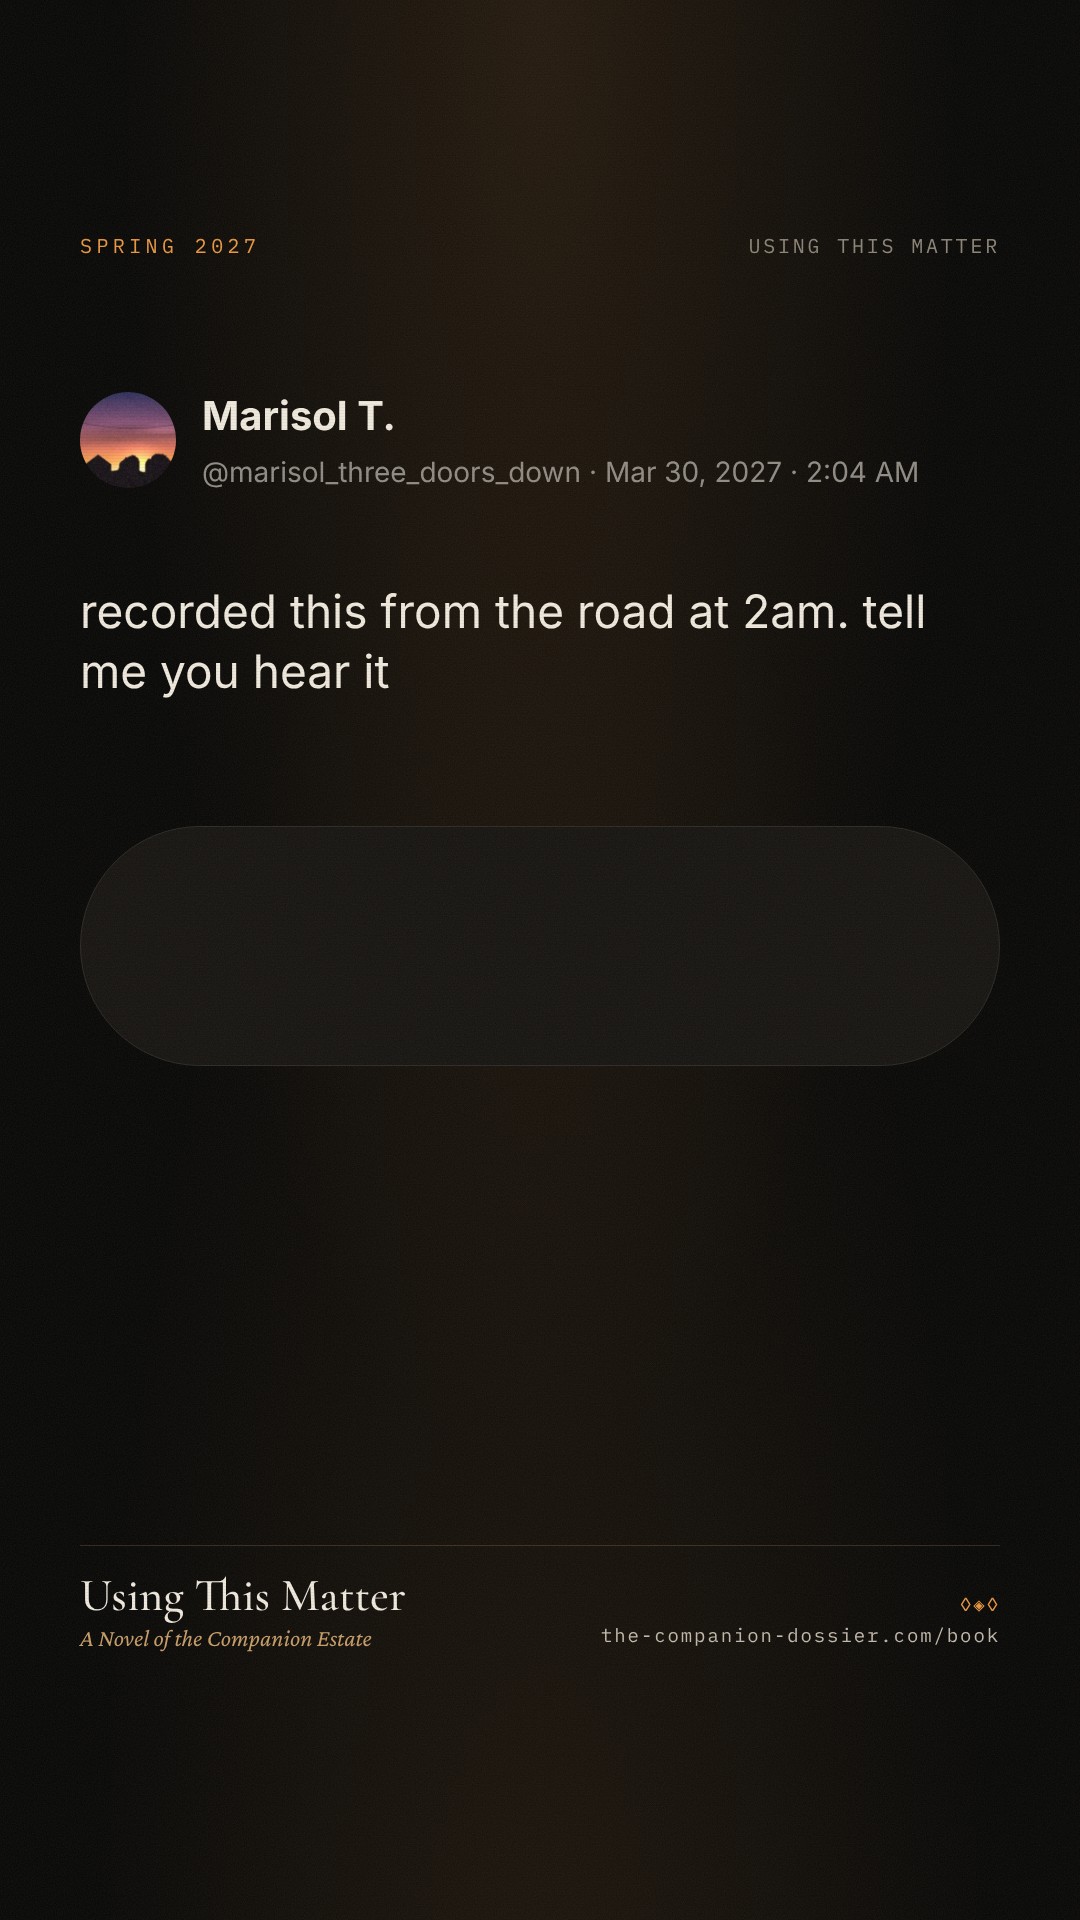 SPRING 2027
USING THIS MATTER
Marisol T.
@marisol_three_doors_down · Mar 30, 2027 · 2:04 AM
recorded this from the road at 2am. tell
me you hear it
Using This Matter
A Novel of the Companion Estate
◊◈◊
the-companion-dossier.com/book